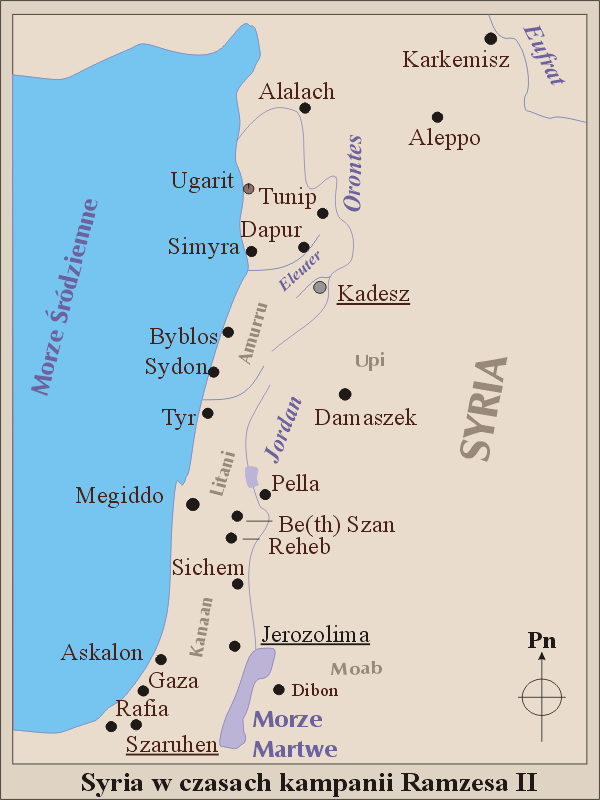 Eufrat
Karkemisz
Alalach
Aleppo
Orontes
Ugarit
Tunip
Dapur
Simyra
Eleuter
Kadesz
Morze Śródziemne
Amurru
Byblos
Upi
Sydon
SYRIA
Damaszek
Tyr
Jordan
Litani
Pella
Megiddo
Be(th) Szan
Reheb
Sichem
Kanaan
Jerozolima
Pn
Askalon
Moab
Gaza
Dibon
Rafia
Morze
Martwe
Szaruhen
Syria w czasach kampanii Ramzesa II